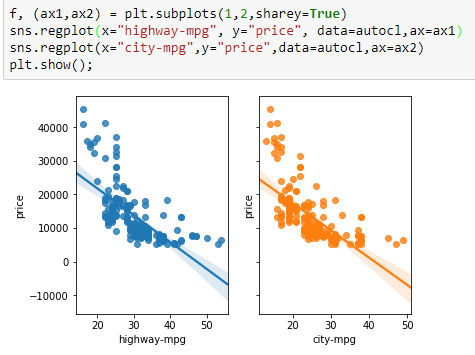 f, (ax1,ax2) = plt.subplots(1,2,sharey=True)
sns.regplot(x="highway-mpg", y="price", data=autocl,ax=ax1)
sns.regplot(x="city-mpg",y="price",data=autocl,ax=ax2)
plt.show();
40000
30000
20000
10000
0
−10000
price
20 30 40 50
highway-mpg
price
20 30 40 50
city-mpg